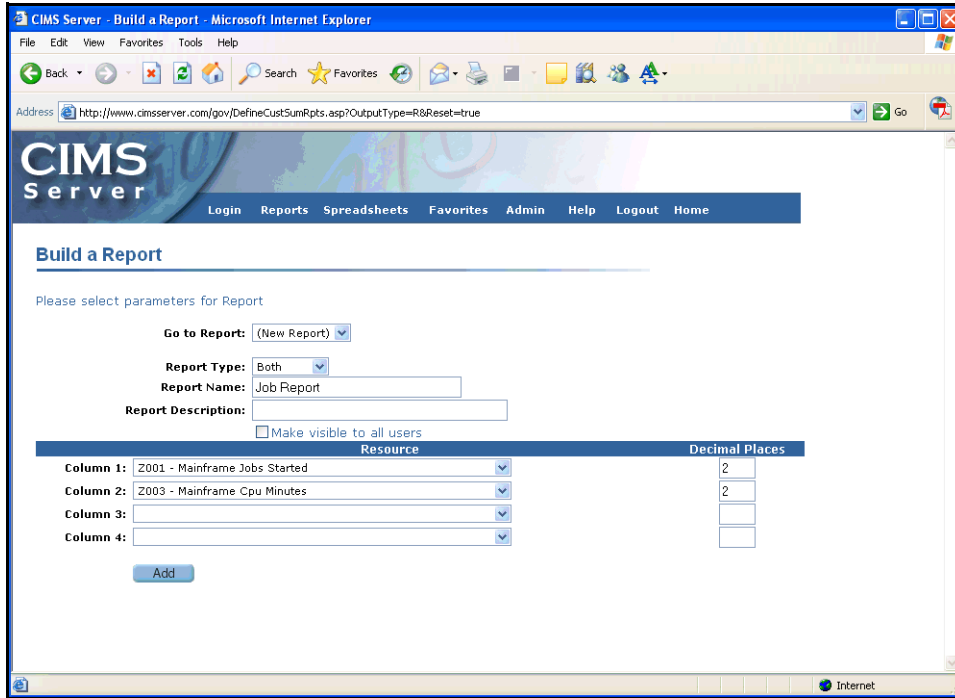 CIMS Server - Build a Report - Microsoft Internet Explorer
File Edit View Favorites Tools Help
Back Search Favorites
Address http://www.cimsserver.com/gov/DefineCustSumRpts.asp?OutputType=R&Reset=true Go
CIMS
Server
Login Reports Spreadsheets Favorites Admin Help Logout Home
Build a Report
Please select parameters for Report
Go to Report: (New Report)
Report Type: Both
Report Name: Job Report
Report Description:
Make visible to all users
Resource Decimal Places
Column 1: Z001 - Mainframe Jobs Started 2
Column 2: Z003 - Mainframe Cpu Minutes 2
Column 3:
Column 4:
Add
Internet